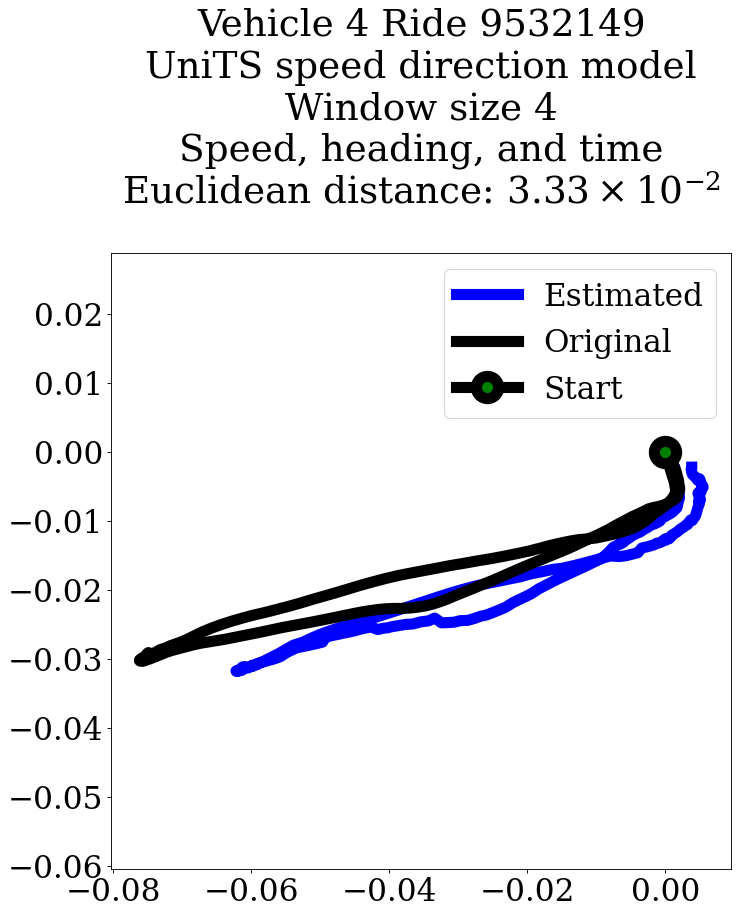 Vehicle 4 Ride 9532149
UniTS speed direction model
Window size 4
Speed, heading, and time
Euclidean distance: 3.33 × 10⁻²
Estimated
Original
Start
0.02
0.01
0.00
−0.01
−0.02
−0.03
−0.04
−0.05
−0.06
−0.08 −0.06 −0.04 −0.02 0.00